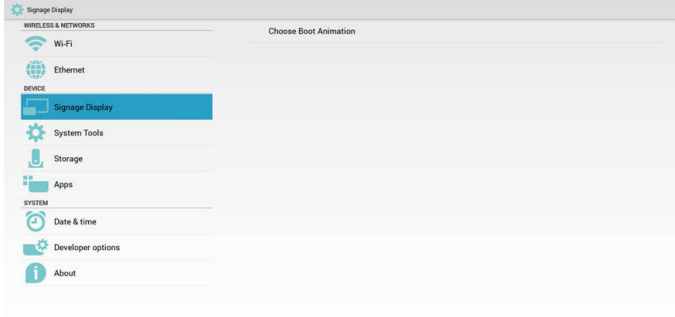 Signage Display
WIRELESS & NETWORKS
Wi-Fi
Ethernet
DEVICE
Signage Display
System Tools
Storage
Apps
SYSTEM
Date & time
Developer options
About
Choose Boot Animation